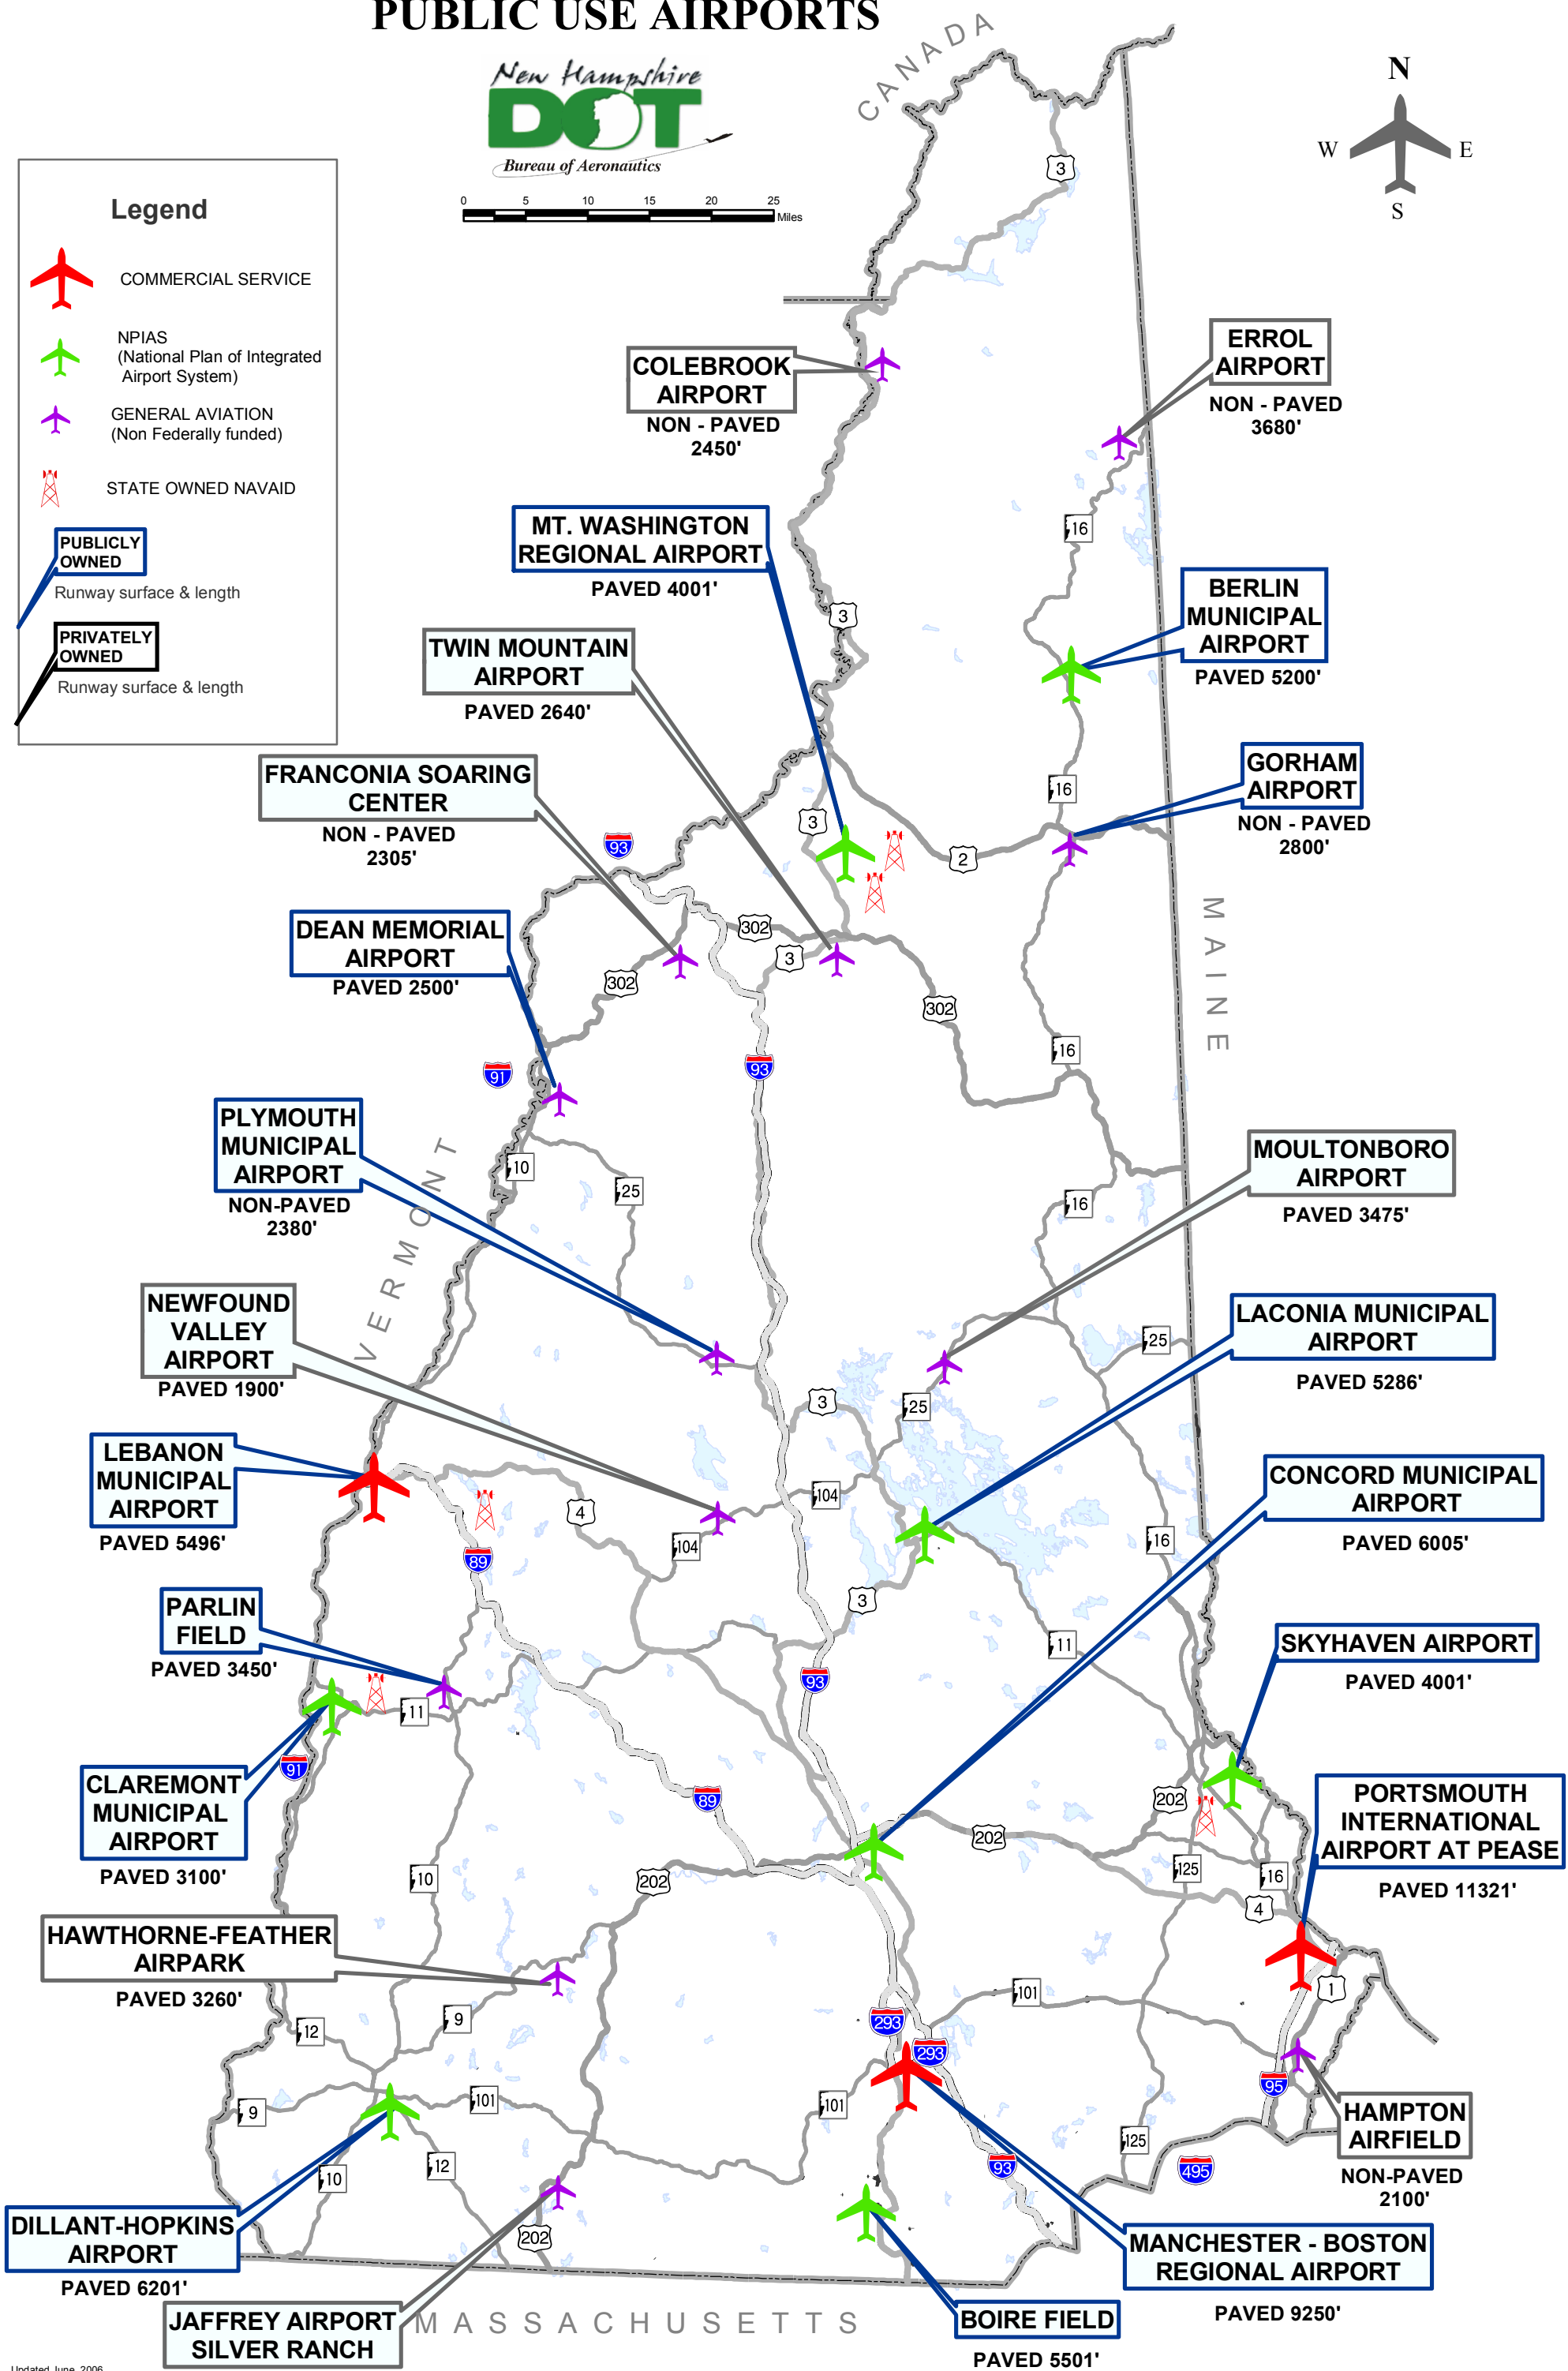 PUBLIC USE AIRPORTS
New Hampshire
DOT
Bureau of Aeronautics
0 5 10 15 20 25
Miles
CANADA
N
W E
S
Legend
COMMERCIAL SERVICE
NPIAS
(National Plan of Integrated
Airport System)
GENERAL AVIATION
(Non Federally funded)
STATE OWNED NAVAID
PUBLICLY
OWNED
Runway surface & length
PRIVATELY
OWNED
Runway surface & length
3
COLEBROOK
AIRPORT
NON - PAVED
2450'
ERROL
AIRPORT
NON - PAVED
3680'
MT. WASHINGTON
REGIONAL AIRPORT
PAVED 4001'
16
BERLIN
MUNICIPAL
AIRPORT
PAVED 5200'
3
TWIN MOUNTAIN
AIRPORT
PAVED 2640'
FRANCONIA SOARING
CENTER
NON - PAVED
2305'
GORHAM
AIRPORT
NON - PAVED
2800'
16
3
93
2
MAINE
DEAN MEMORIAL
AIRPORT
PAVED 2500'
302
3
302
302
16
93
91
PLYMOUTH
MUNICIPAL
AIRPORT
NON-PAVED
2380'
VERMONT
10
25
MOULTONBORO
AIRPORT
PAVED 3475'
16
NEWFOUND
VALLEY
AIRPORT
PAVED 1900'
LACONIA MUNICIPAL
AIRPORT
PAVED 5286'
25
3
25
LEBANON
MUNICIPAL
AIRPORT
PAVED 5496'
CONCORD MUNICIPAL
AIRPORT
PAVED 6005'
104
4
104
89
16
3
PARLIN
FIELD
PAVED 3450'
SKYHAVEN AIRPORT
PAVED 4001'
11
93
11
91
CLAREMONT
MUNICIPAL
AIRPORT
PAVED 3100'
89
202
PORTSMOUTH
INTERNATIONAL
AIRPORT AT PEASE
PAVED 11321'
202
125
16
10
202
4
HAWTHORNE-FEATHER
AIRPARK
PAVED 3260'
1
101
12
9
293
293
95
9
101
101
HAMPTON
AIRFIELD
NON-PAVED
2100'
125
10
12
93
495
DILLANT-HOPKINS
AIRPORT
PAVED 6201'
202
MANCHESTER - BOSTON
REGIONAL AIRPORT
PAVED 9250'
JAFFREY AIRPORT
SILVER RANCH
MASSACHUSETTS
BOIRE FIELD
PAVED 5501'
Updated June, 2006